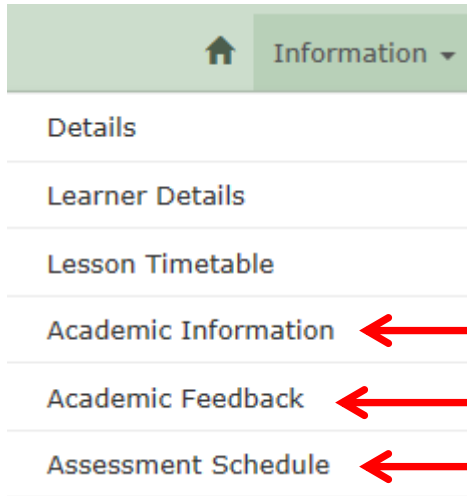 Information
Details
Learner Details
Lesson Timetable
Academic Information
Academic Feedback
Assessment Schedule